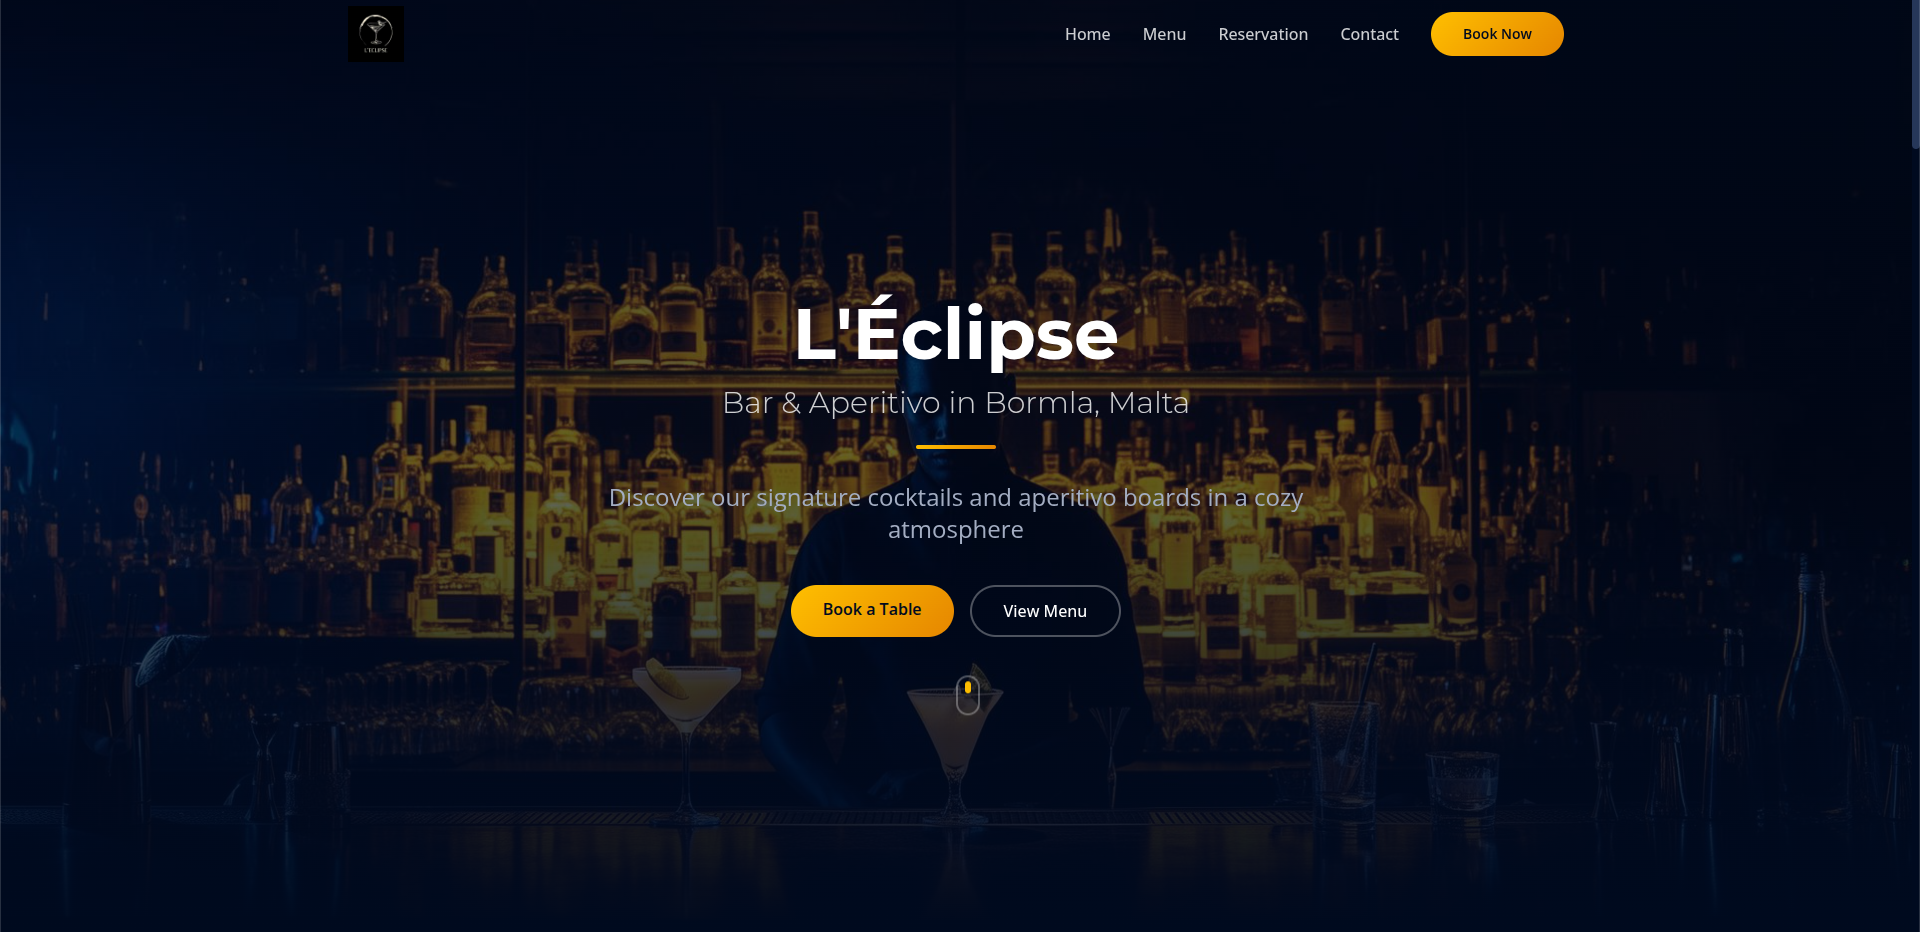 L'ECLIPSE
Home
Menu
Reservation
Contact
Book Now
L'Éclipse
Bar & Aperitivo in Bormla, Malta
Discover our signature cocktails and aperitivo boards in a cozy
atmosphere
Book a Table
View Menu